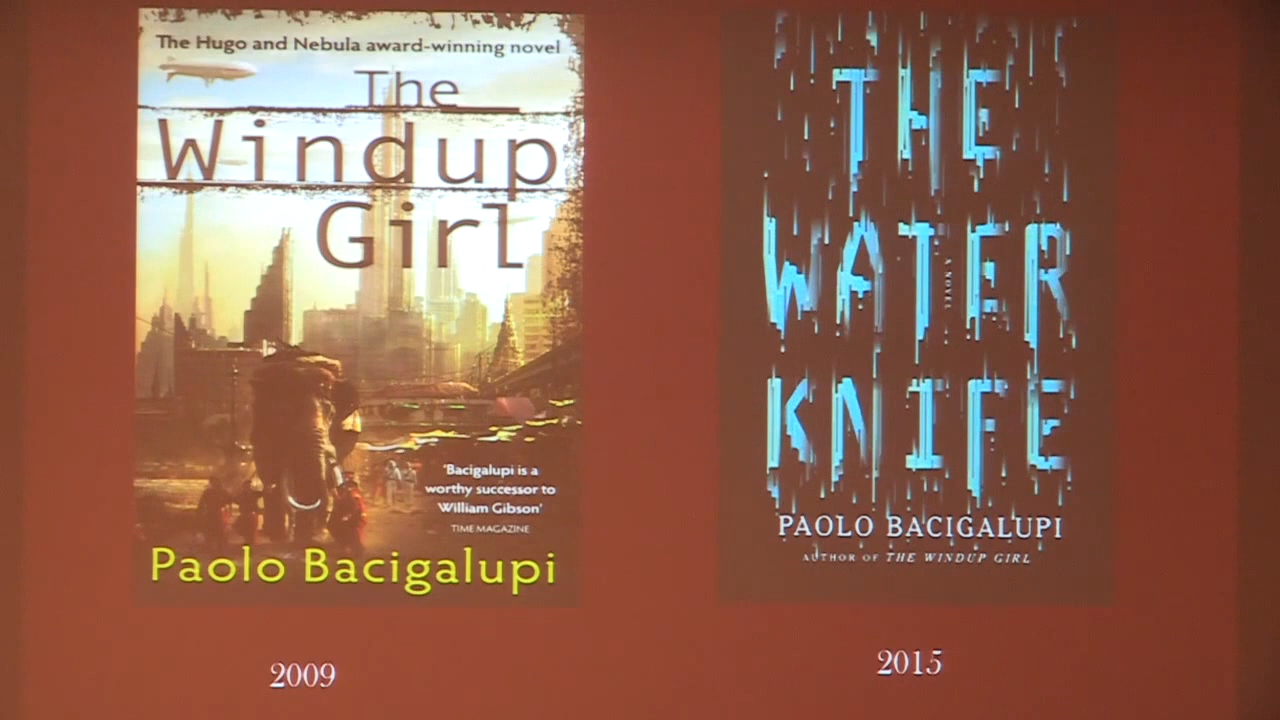 The Hugo and Nebula award-winning novel
The
Windup
Girl
'Bacigalupi is a
worthy successor to
William Gibson'
TIME MAGAZINE
Paolo Bacigalupi
2009
THE
WATER
A NOVEL
KNIFE
PAOLO BACIGALUPI
AUTHOR OF THE WINDUP GIRL
2015